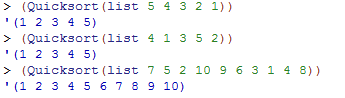 > (Quicksort(list 5 4 3 2 1))
'(1 2 3 4 5)
> (Quicksort(list 4 1 3 5 2))
'(1 2 3 4 5)
> (Quicksort(list 7 5 2 10 9 6 3 1 4 8))
'(1 2 3 4 5 6 7 8 9 10)